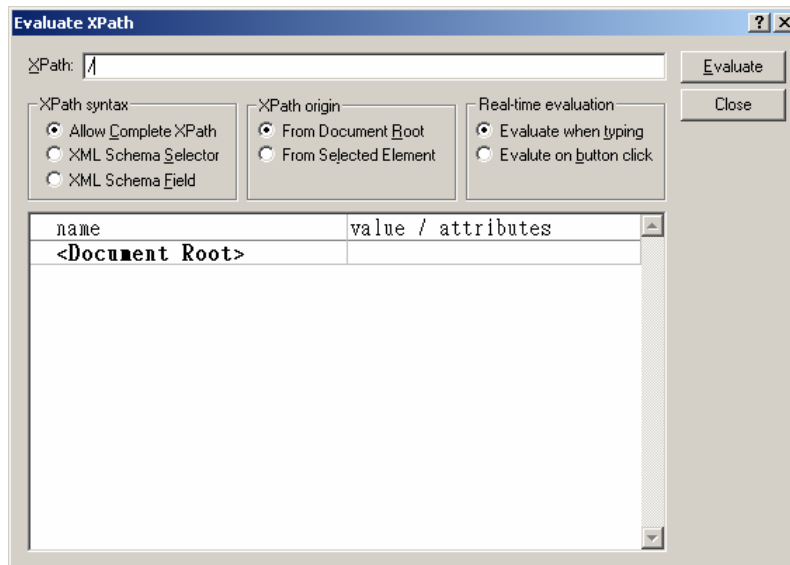 Evaluate XPath
XPath: /
Evaluate
Close
XPath syntax
Allow Complete XPath
XML Schema Selector
XML Schema Field
XPath origin
From Document Root
From Selected Element
Real-time evaluation
Evaluate when typing
Evalute on button click
name value / attributes
<Document Root>